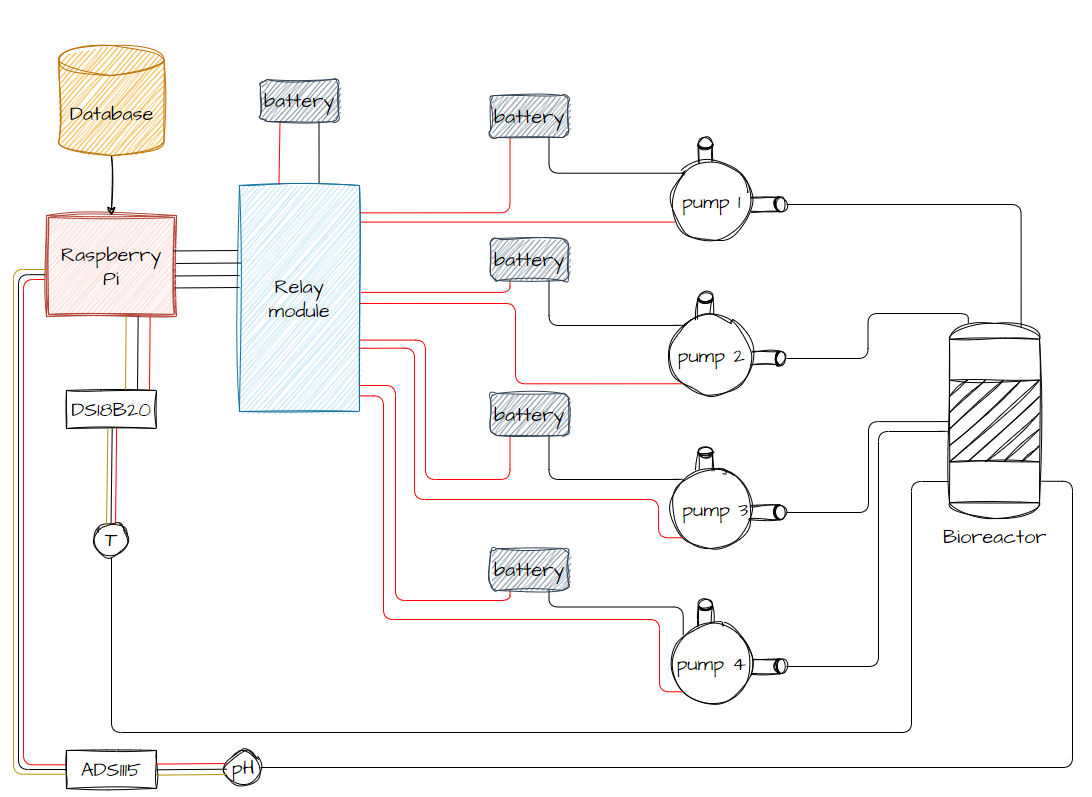 Database
battery
battery
pump 1
Raspberry
Pi
battery
Relay
module
pump 2
DS18B20
battery
pump 3
T
Bioreactor
battery
pump 4
ADS1115
pH